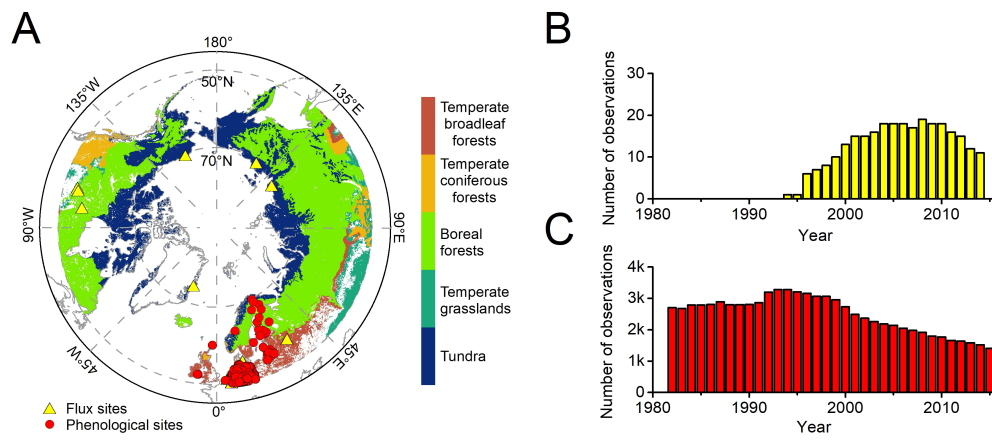 A
180°
50°N
135°W
135°E
70°N
90°W
90°E
45°W
45°E
0°
Flux sites
Phenological sites
Temperate
broadleaf
forests
Temperate
coniferous
forests
Boreal
forests
Temperate
grasslands
Tundra
B
Number of observations
30
20
10
0
1980
1990
2000
2010
Year
C
Number of observations
4k
3k
2k
1k
0
1980
1990
2000
2010
Year